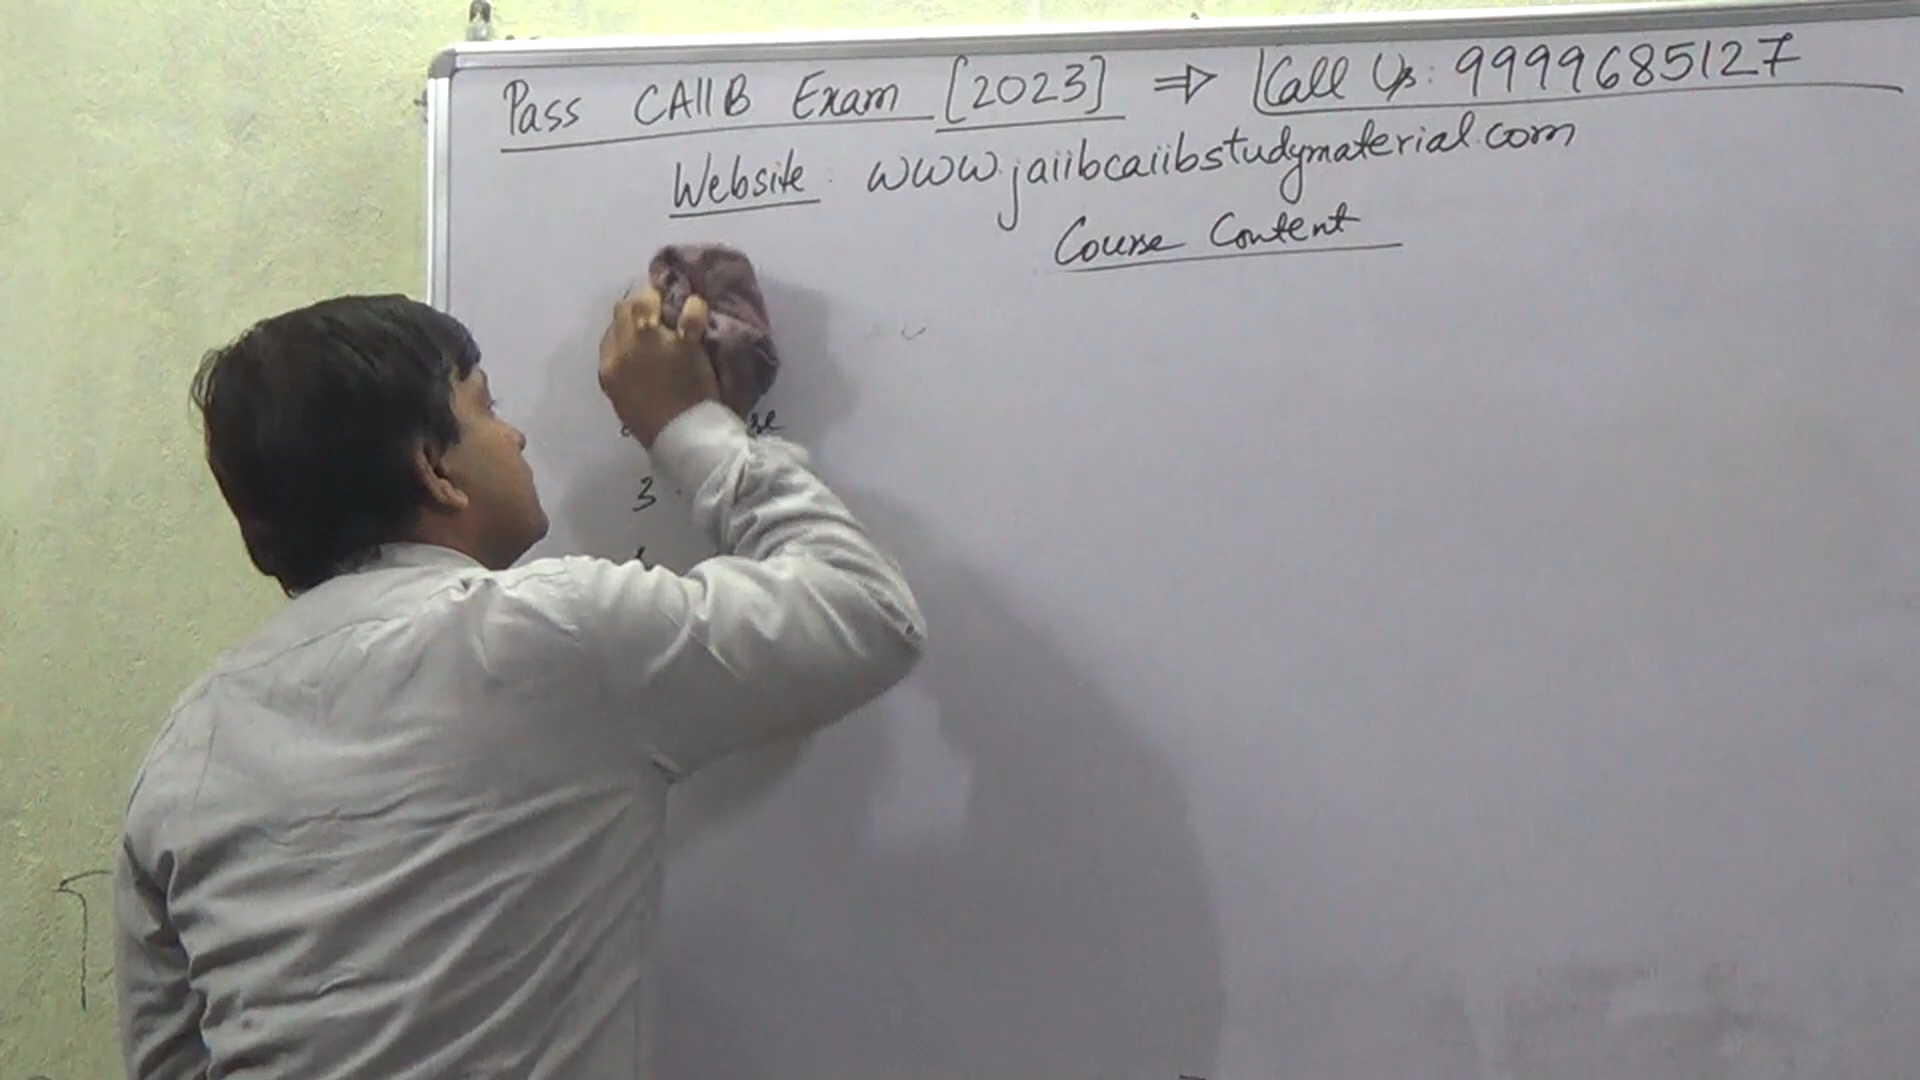 Pass CAIIB Exam [2023] ⇒ Call Us: 9999685127
Website: www.jaiibcaiibstudymaterial.com
Course Content
3